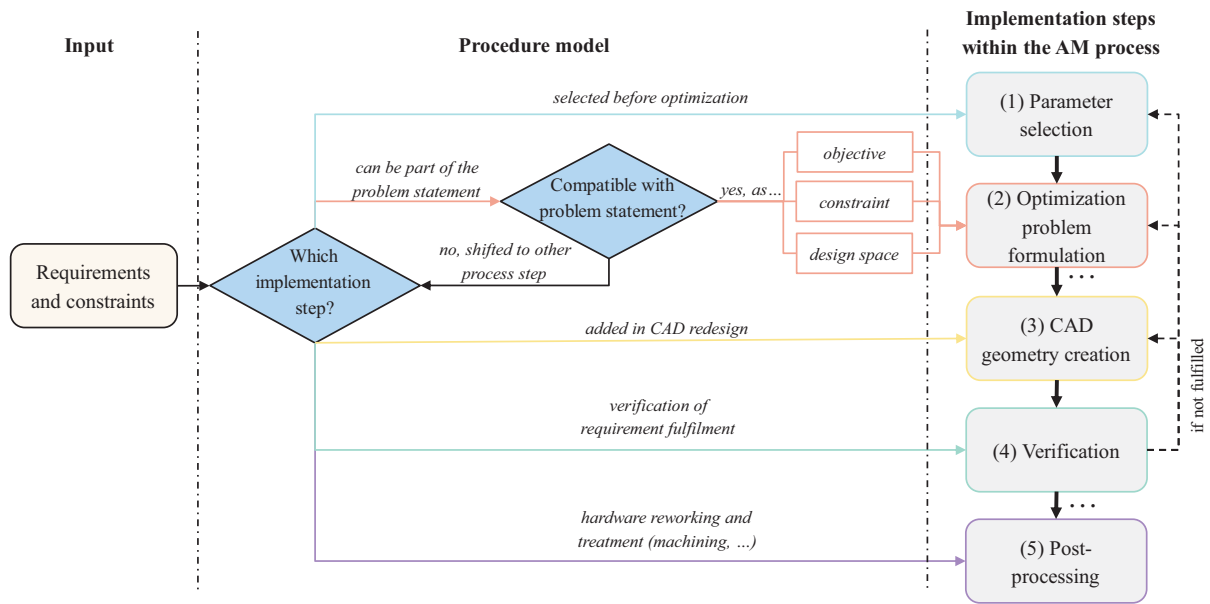 Input
Procedure model
Implementation steps
within the AM process
selected before optimization
(1) Parameter
selection
can be part of the
problem statement
Compatible with
problem statement?
yes, as…
objective
constraint
design space
(2) Optimization
problem
formulation
...
no, shifted to other
process step
Requirements
and constraints
Which
implementation
step?
added in CAD redesign
(3) CAD
geometry creation
if not fulfilled
verification of
requirement fulfilment
(4) Verification
...
hardware reworking and
treatment (machining, …)
(5) Post-
processing